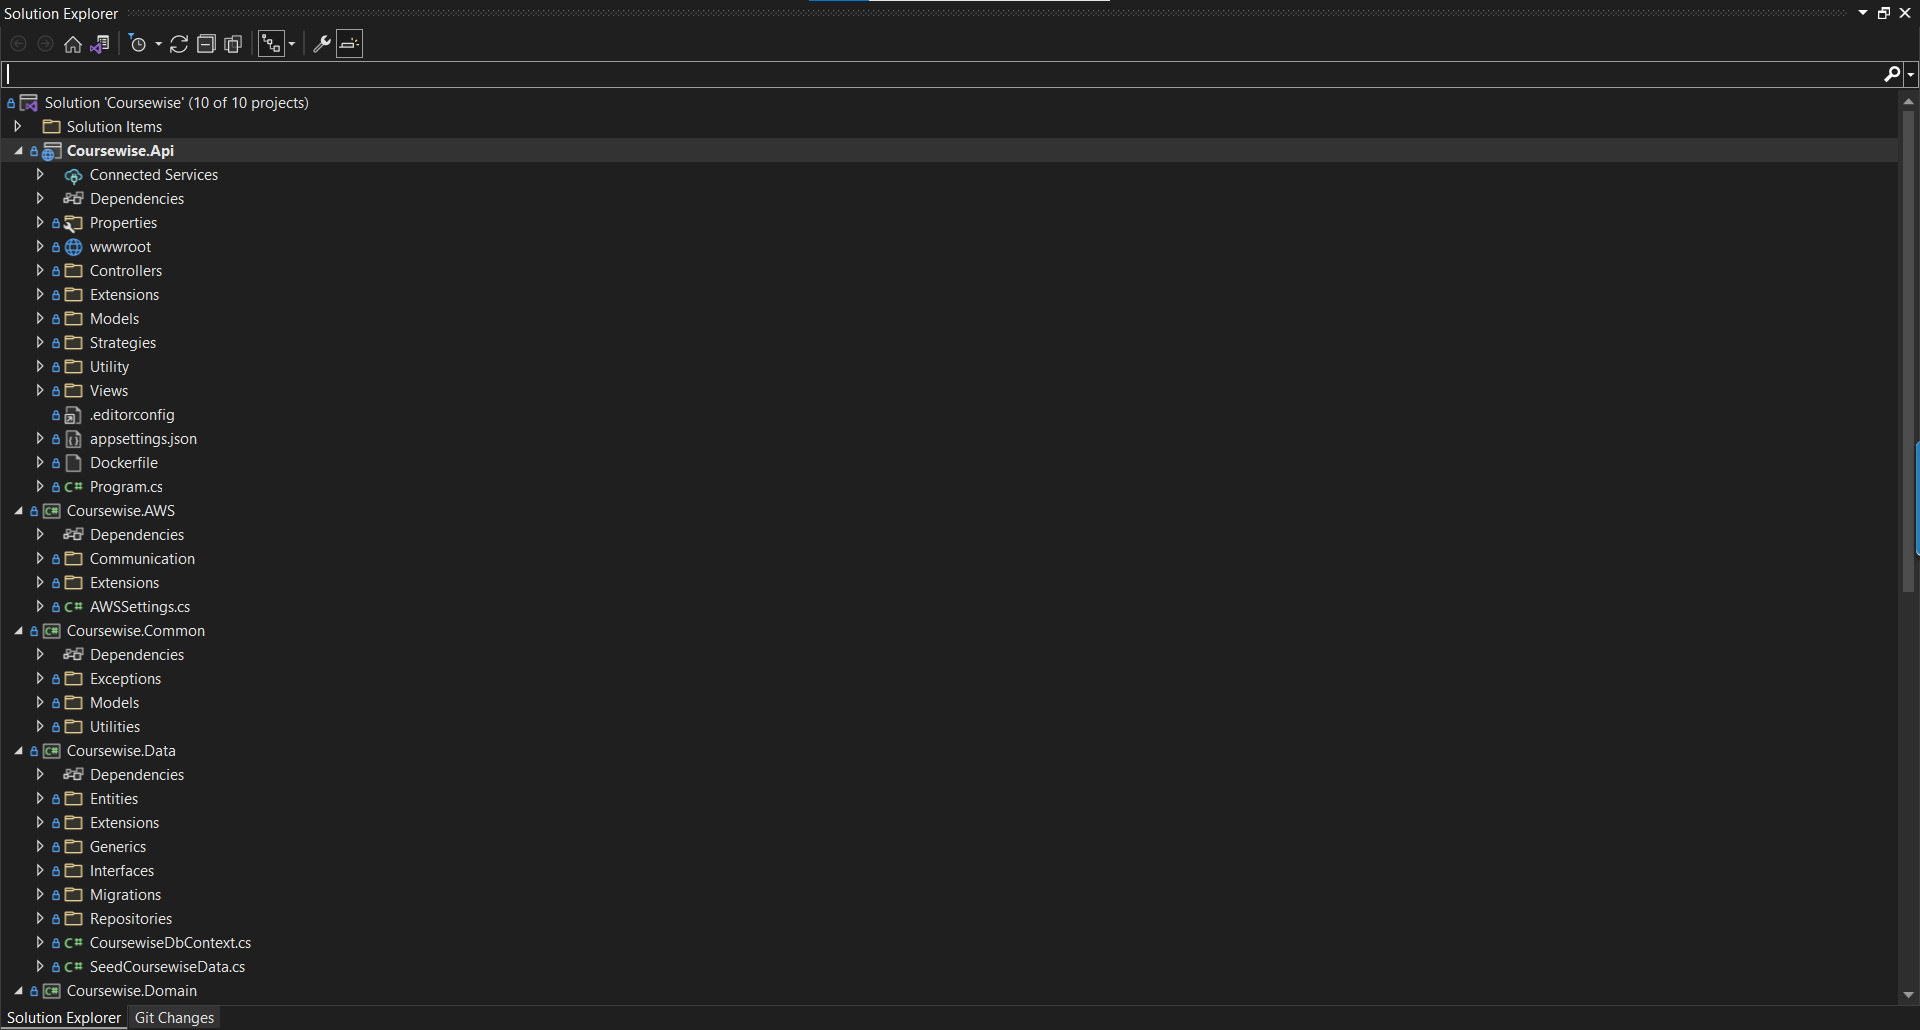 Solution Explorer
Solution 'Coursewise' (10 of 10 projects)
Solution Items
Coursewise.Api
Connected Services
Dependencies
Properties
wwwroot
Controllers
Extensions
Models
Strategies
Utility
Views
.editorconfig
appsettings.json
Dockerfile
C# Program.cs
C# Coursewise.AWS
Dependencies
Communication
Extensions
C# AWSSettings.cs
C# Coursewise.Common
Dependencies
Exceptions
Models
Utilities
C# Coursewise.Data
Dependencies
Entities
Extensions
Generics
Interfaces
Migrations
Repositories
C# CoursewiseDbContext.cs
C# SeedCoursewiseData.cs
C# Coursewise.Domain
Solution Explorer Git Changes